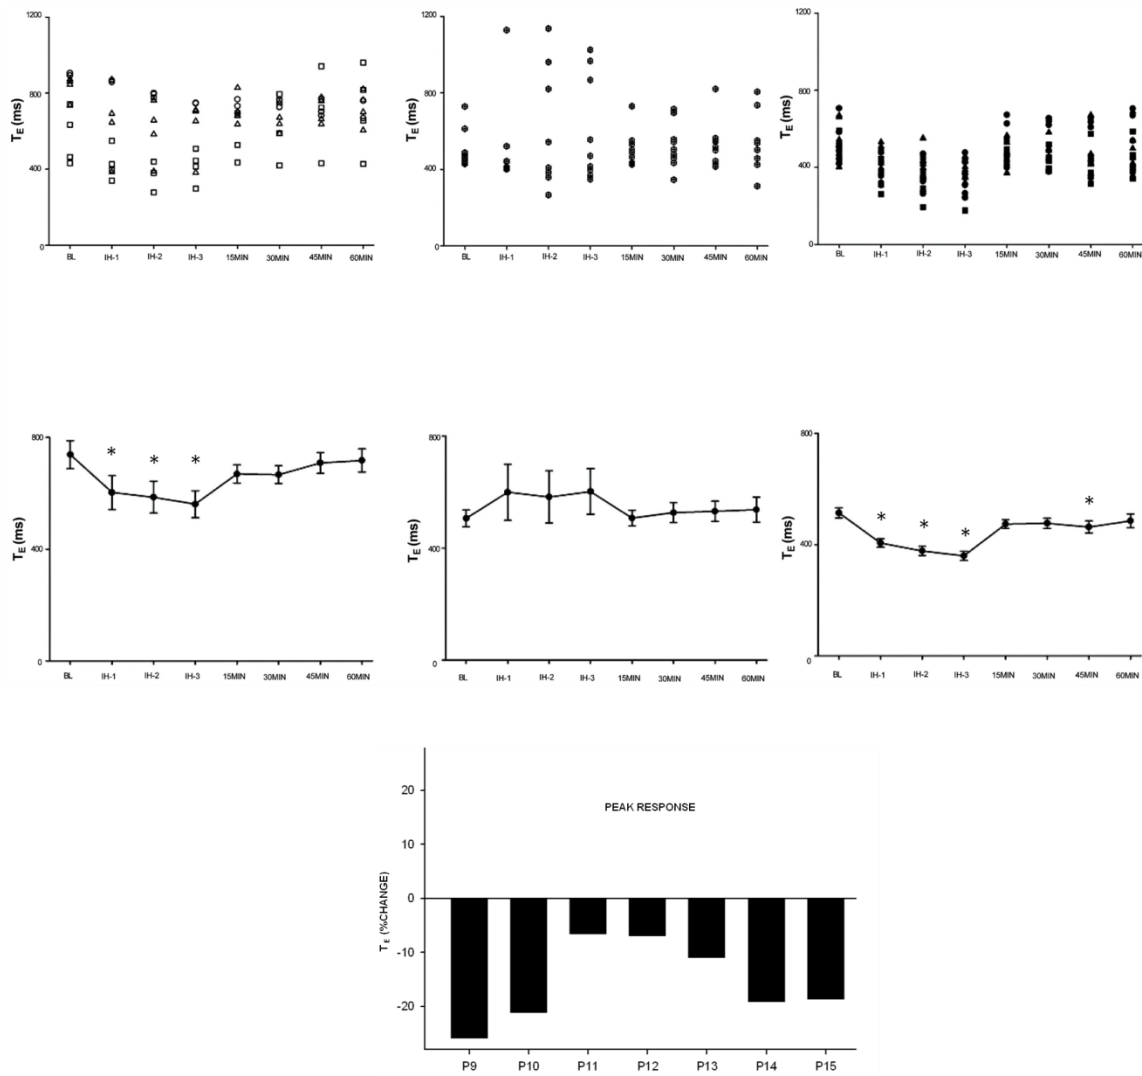 1200
800
400
0
T_E (ms)
BL IH-1 IH-2 IH-3 15MIN 30MIN 45MIN 60MIN
1200
800
400
0
T_E (ms)
BL IH-1 IH-2 IH-3 15MIN 30MIN 45MIN 60MIN
1200
800
400
0
T_E (ms)
BL IH-1 IH-2 IH-3 15MIN 30MIN 45MIN 60MIN
800
400
0
T_E (ms)
* * *
BL IH-1 IH-2 IH-3 15MIN 30MIN 45MIN 60MIN
800
400
0
T_E (ms)
BL IH-1 IH-2 IH-3 15MIN 30MIN 45MIN 60MIN
800
400
0
T_E (ms)
* * * *
BL IH-1 IH-2 IH-3 15MIN 30MIN 45MIN 60MIN
PEAK RESPONSE
20
10
0
-10
-20
T_E (%CHANGE)
P9 P10 P11 P12 P13 P14 P15